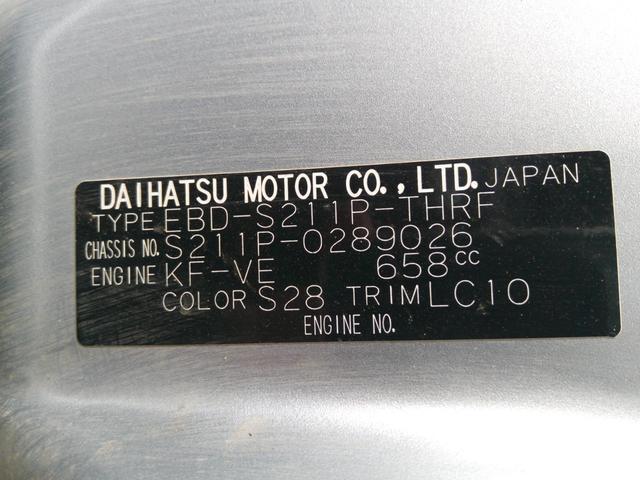 DAIHATSU MOTOR CO., LTD. JAPAN
TYPE EBD-S211P-THRF
CHASSIS NO. S211P-0289026
ENGINE KF-VE 658cc
COLOR S28 TRIM LC10
ENGINE NO.